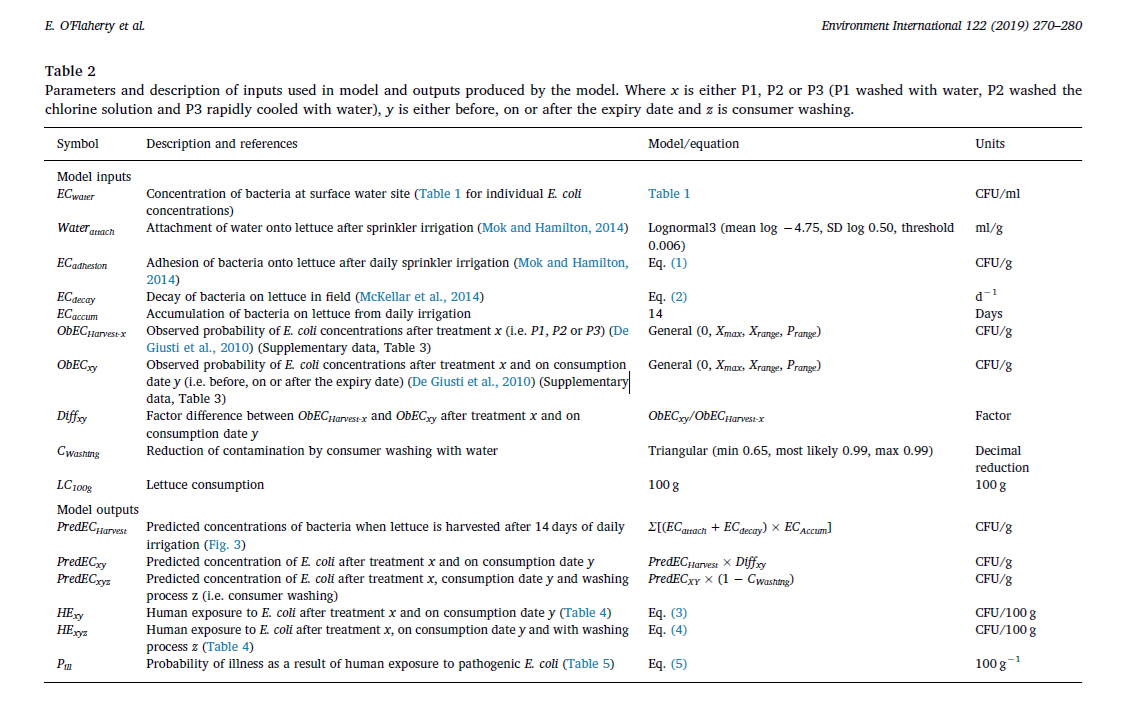 E. O'Flaherty et al.
Environment International 122 (2019) 270–280
Table 2
Parameters and description of inputs used in model and outputs produced by the model. Where x is either P1, P2 or P3 (P1 washed with water, P2 washed the
chlorine solution and P3 rapidly cooled with water), y is either before, on or after the expiry date and z is consumer washing.
Symbol Description and references Model/equation Units
Model inputs
ECwater Concentration of bacteria at surface water site (Table 1 for individual E. coli Table 1 CFU/ml
concentrations)
Waterattach Attachment of water onto lettuce after sprinkler irrigation (Mok and Hamilton, 2014) Lognormal3 (mean log −4.75, SD log 0.50, threshold ml/g
0.006)
ECadhesion Adhesion of bacteria onto lettuce after daily sprinkler irrigation (Mok and Hamilton, Eq. (1) CFU/g
2014)
ECdecay Decay of bacteria on lettuce in field (McKellar et al., 2014) Eq. (2) d−1
ECaccum Accumulation of bacteria on lettuce from daily irrigation 14 Days
ObECHarvest-x Observed probability of E. coli concentrations after treatment x (i.e. P1, P2 or P3) (De General (0, Xmax, Xrange, Prange) CFU/g
Giusti et al., 2010) (Supplementary data, Table 3)
ObECxy Observed probability of E. coli concentrations after treatment x and on consumption General (0, Xmax, Xrange, Prange) CFU/g
date y (i.e. before, on or after the expiry date) (De Giusti et al., 2010) (Supplementary
data, Table 3)
Diffxy Factor difference between ObECHarvest-x and ObECxy after treatment x and on ObECxy/ObECHarvest-x Factor
consumption date y
CWashing Reduction of contamination by consumer washing with water Triangular (min 0.65, most likely 0.99, max 0.99) Decimal
reduction
LC100g Lettuce consumption 100 g 100 g
Model outputs
PredECHarvest Predicted concentrations of bacteria when lettuce is harvested after 14 days of daily Σ[(ECattach + ECdecay) × ECAccum] CFU/g
irrigation (Fig. 3)
PredECxy Predicted concentration of E. coli after treatment x and on consumption date y PredECHarvest × Diffxy CFU/g
PredECxyz Predicted concentration of E. coli after treatment x, consumption date y and washing PredECXY × (1 − CWashing) CFU/g
process z (i.e. consumer washing)
HExy Human exposure to E. coli after treatment x and on consumption date y (Table 4) Eq. (3) CFU/100 g
HExyz Human exposure to E. coli after treatment x, on consumption date y and with washing Eq. (4) CFU/100 g
process z (Table 4)
Pill Probability of illness as a result of human exposure to pathogenic E. coli (Table 5) Eq. (5) 100 g−1